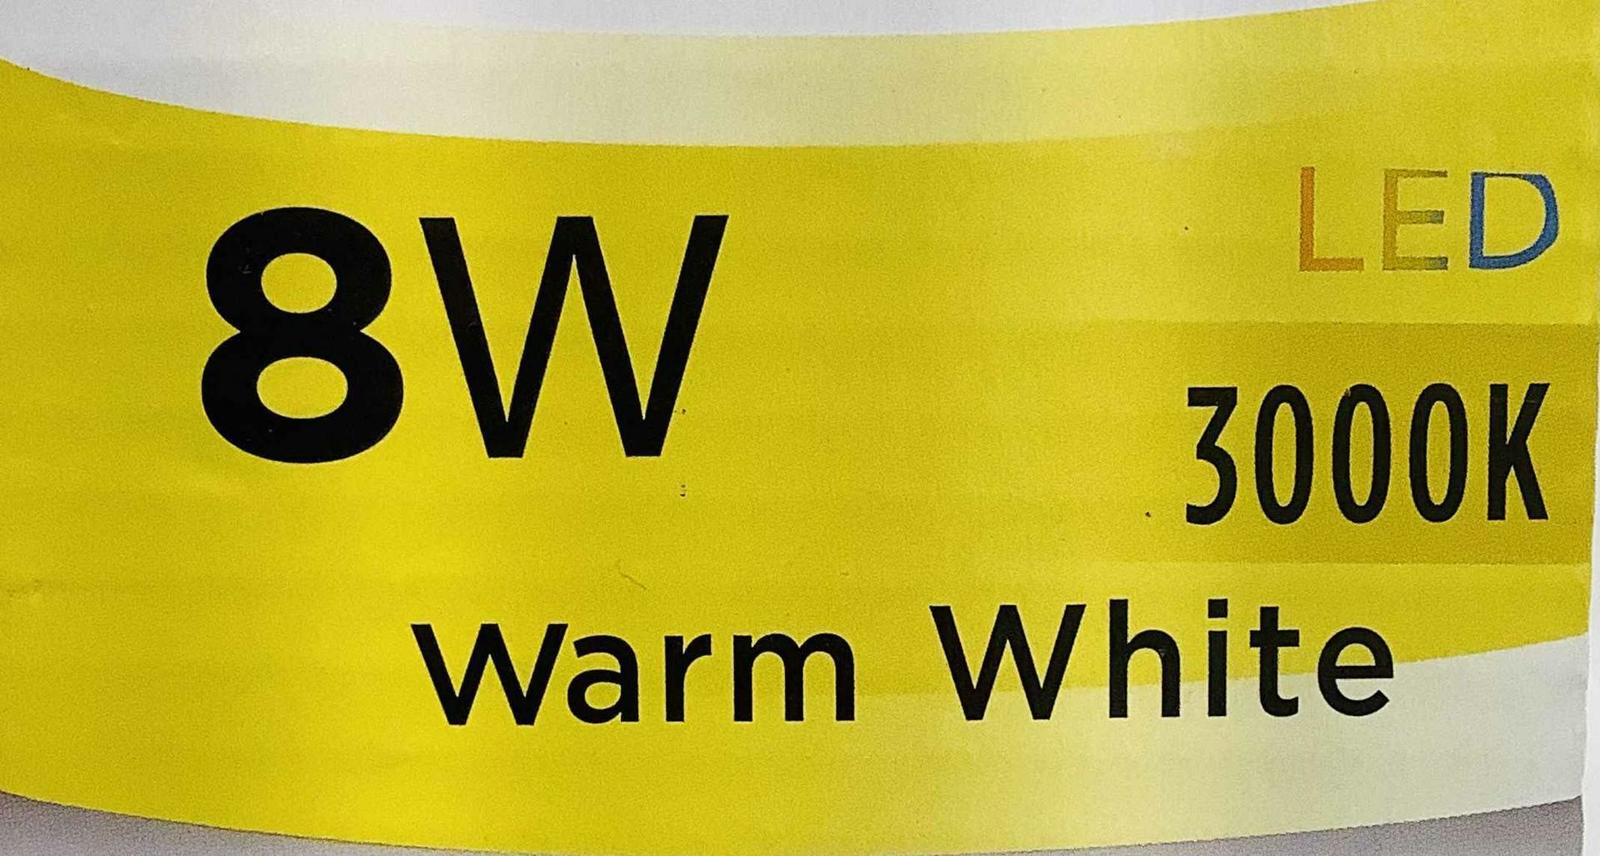 LED
8W
3000K
Warm White